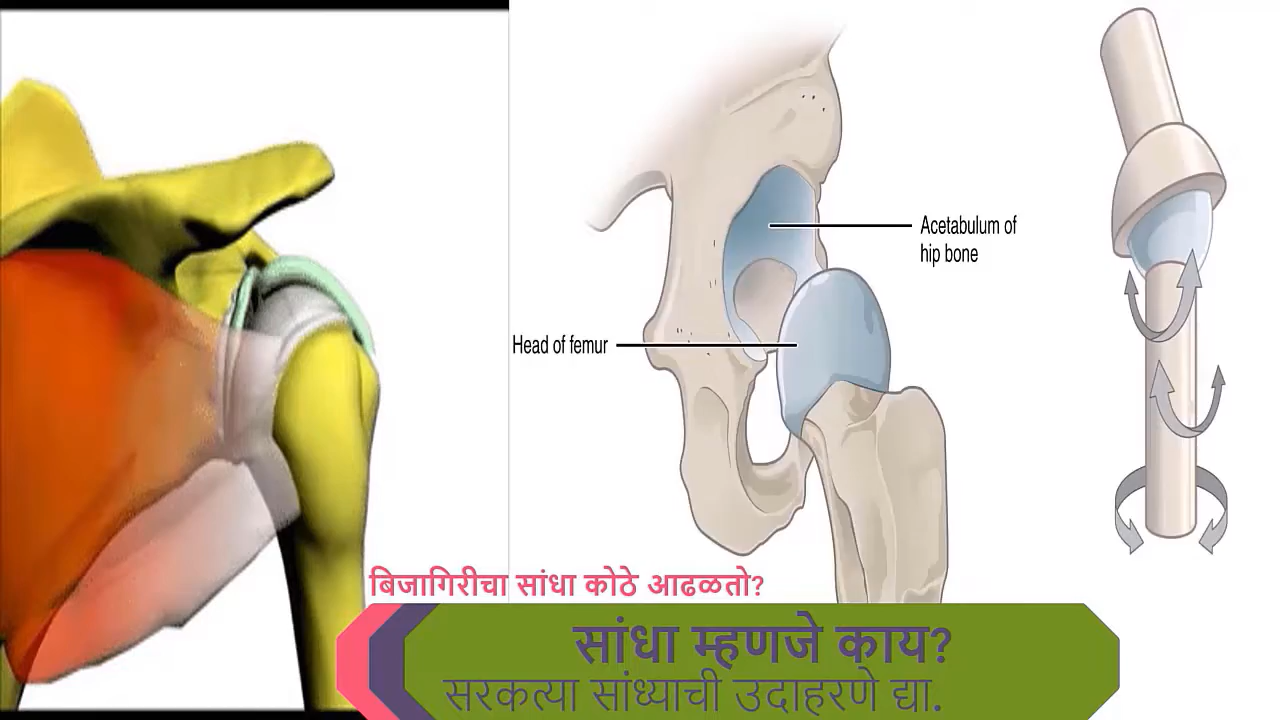 Acetabulum of
hip bone
Head of femur
बिजागिरीचा सांधा कोठे आढळतो?
सांधा म्हणजे काय?
सरकत्या सांध्याची उदाहरणे द्या.